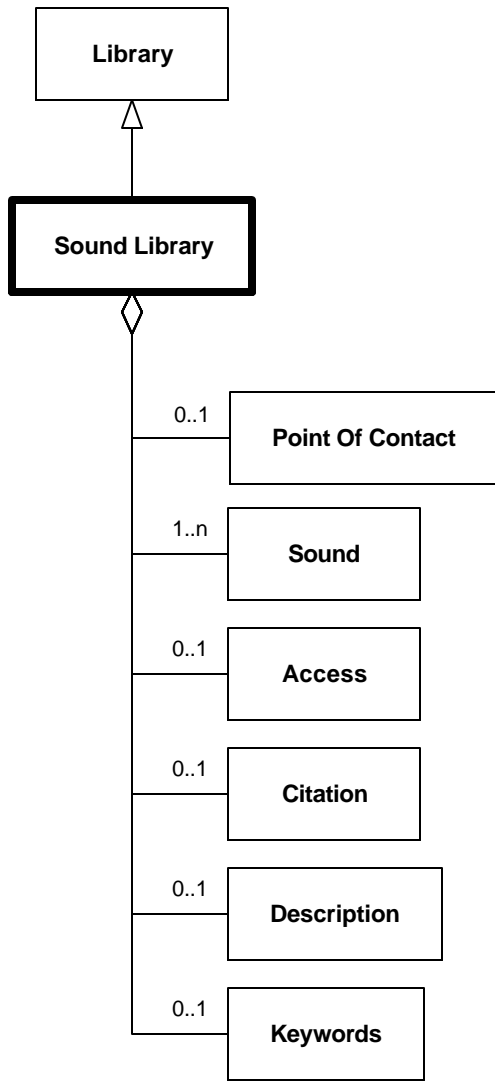 Library
Sound Library
0..1
Point Of Contact
1..n
Sound
0..1
Access
0..1
Citation
0..1
Description
0..1
Keywords